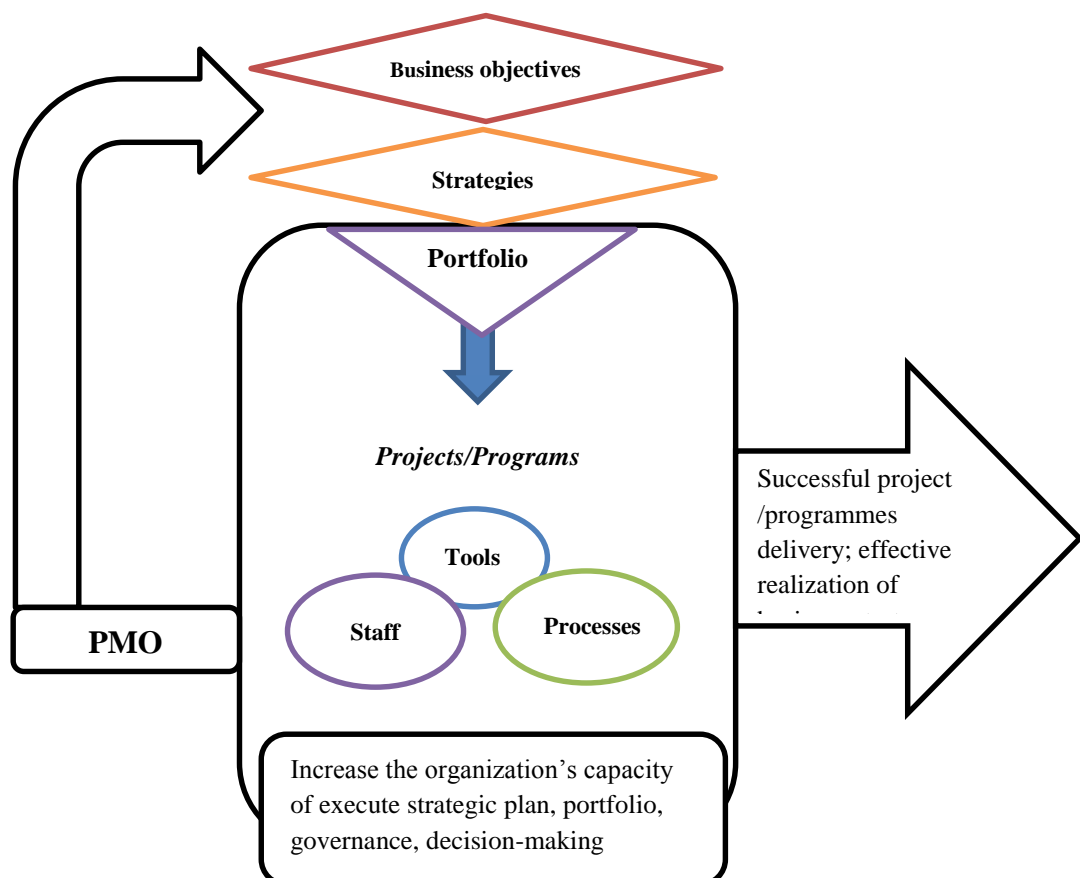 Business objectives
Strategies
Portfolio
Projects/Programs
Tools
Staff
Processes
PMO
Successful project
/programmes
delivery; effective
realization of
Increase the organization’s capacity
of execute strategic plan, portfolio,
governance, decision-making